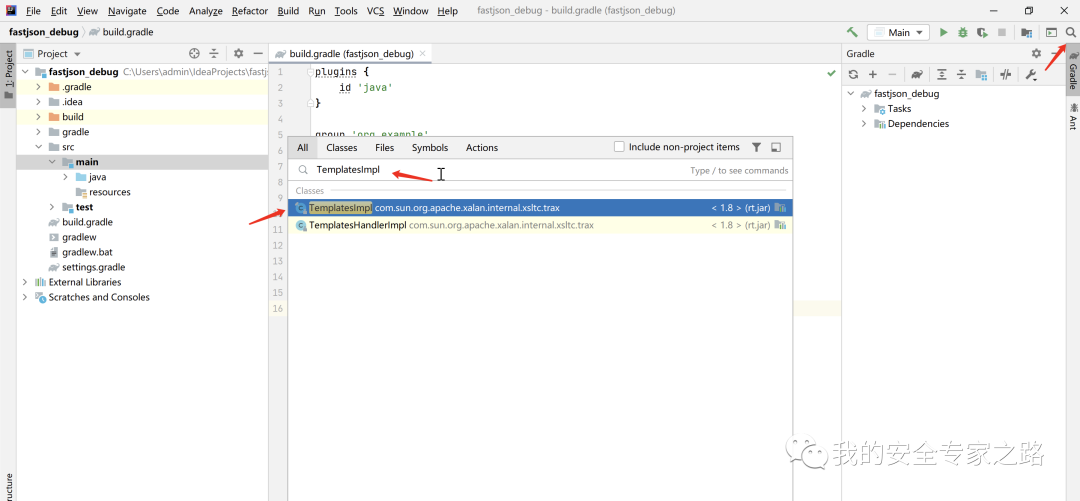 File Edit View Navigate Code Analyze Refactor Build Run Tools VCS Window Help fastjson_debug - build.gradle (fastjson_debug)
fastjson_debug build.gradle Main
1: Project
Project
fastjson_debug C:\Users\admin\IdeaProjects\fastj
.gradle
.idea
build
gradle
src
main
java
resources
test
build.gradle
gradlew
gradlew.bat
settings.gradle
External Libraries
Scratches and Consoles
build.gradle (fastjson_debug)
1 plugins {
2 id 'java'
3 }
4
5 group 'org.example'
6
7
8
9
11
12
13
14
15
16
All Classes Files Symbols Actions Include non-project items
TemplatesImpl Type / to see commands
Classes
TemplatesImpl com.sun.org.apache.xalan.internal.xsltc.trax < 1.8 > (rt.jar)
TemplatesHandlerImpl com.sun.org.apache.xalan.internal.xsltc.trax < 1.8 > (rt.jar)
Gradle
fastjson_debug
Tasks
Dependencies
Gradle
Ant
ructure
我的安全专家之路